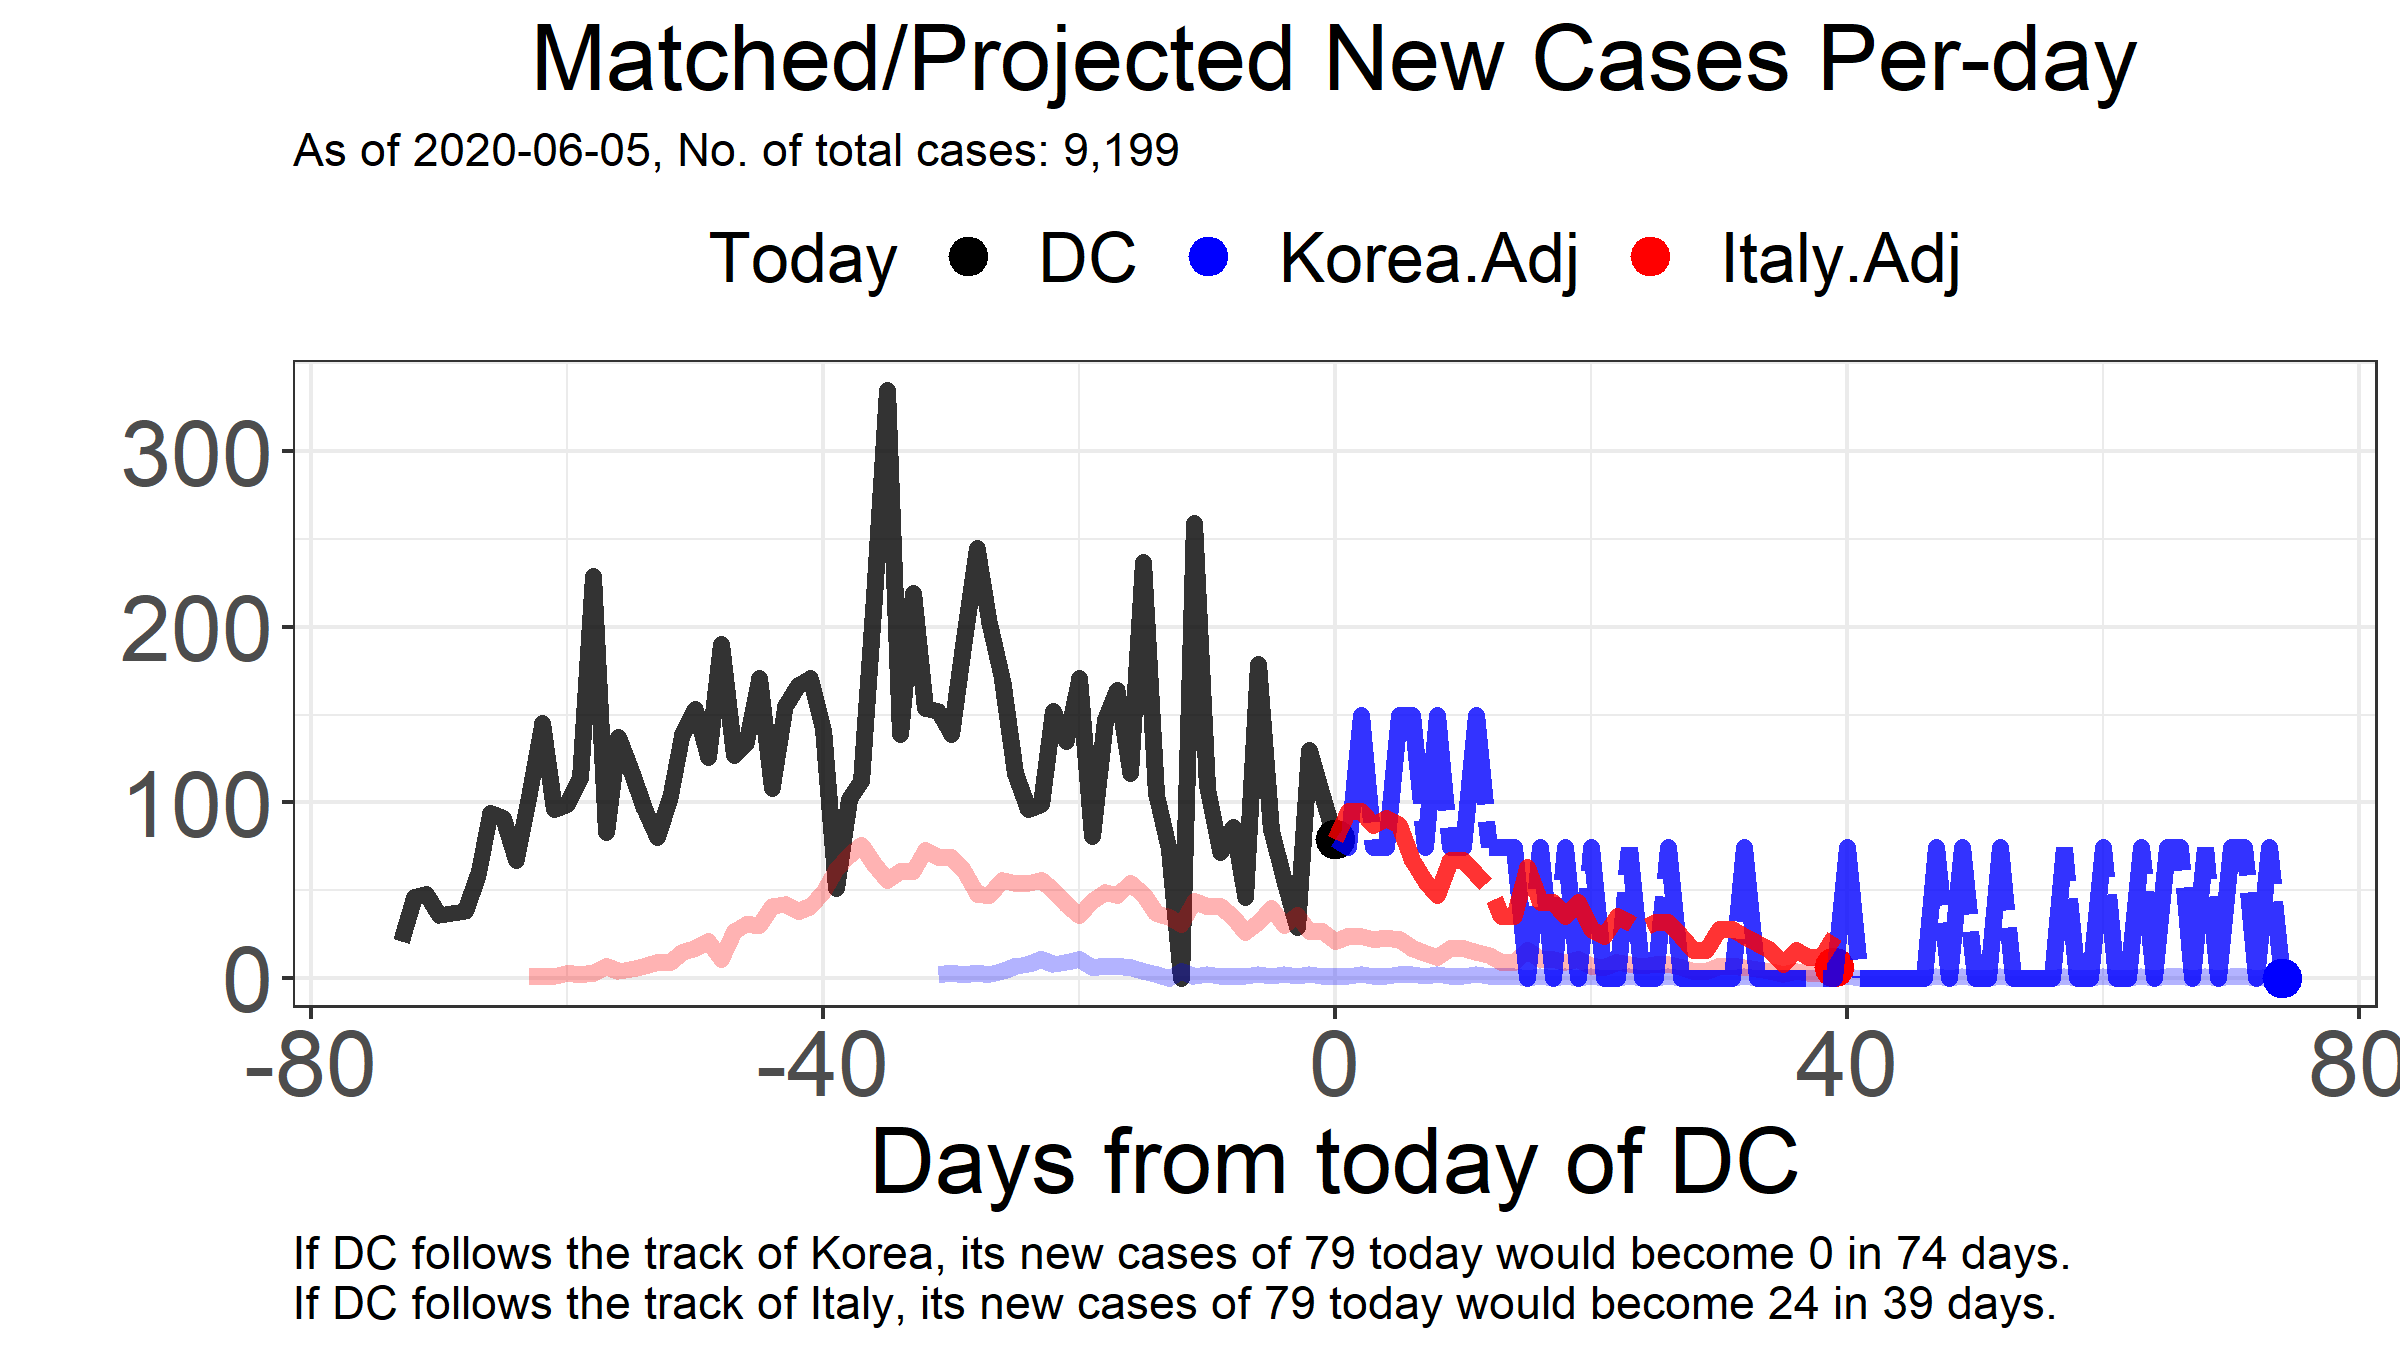 Matched/Projected New Cases Per-day
As of 2020-06-05, No. of total cases: 9,199
Today DC Korea.Adj Italy.Adj
300
200
100
0
-80 -40 0 40 80
Days from today of DC
If DC follows the track of Korea, its new cases of 79 today would become 0 in 74 days.
If DC follows the track of Italy, its new cases of 79 today would become 24 in 39 days.